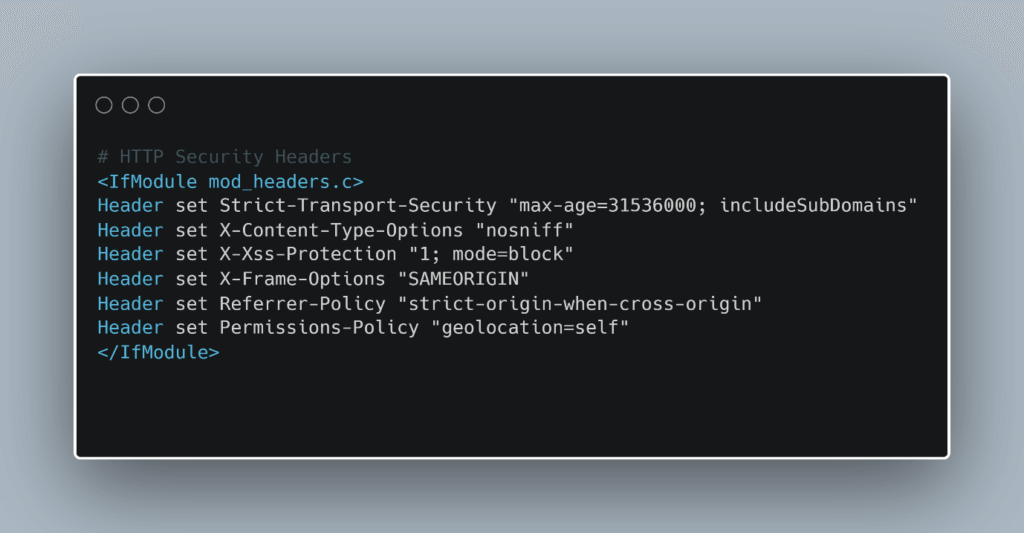 # HTTP Security Headers
<IfModule mod_headers.c>
Header set Strict-Transport-Security "max-age=31536000; includeSubDomains"
Header set X-Content-Type-Options "nosniff"
Header set X-Xss-Protection "1; mode=block"
Header set X-Frame-Options "SAMEORIGIN"
Header set Referrer-Policy "strict-origin-when-cross-origin"
Header set Permissions-Policy "geolocation=self"
</IfModule>